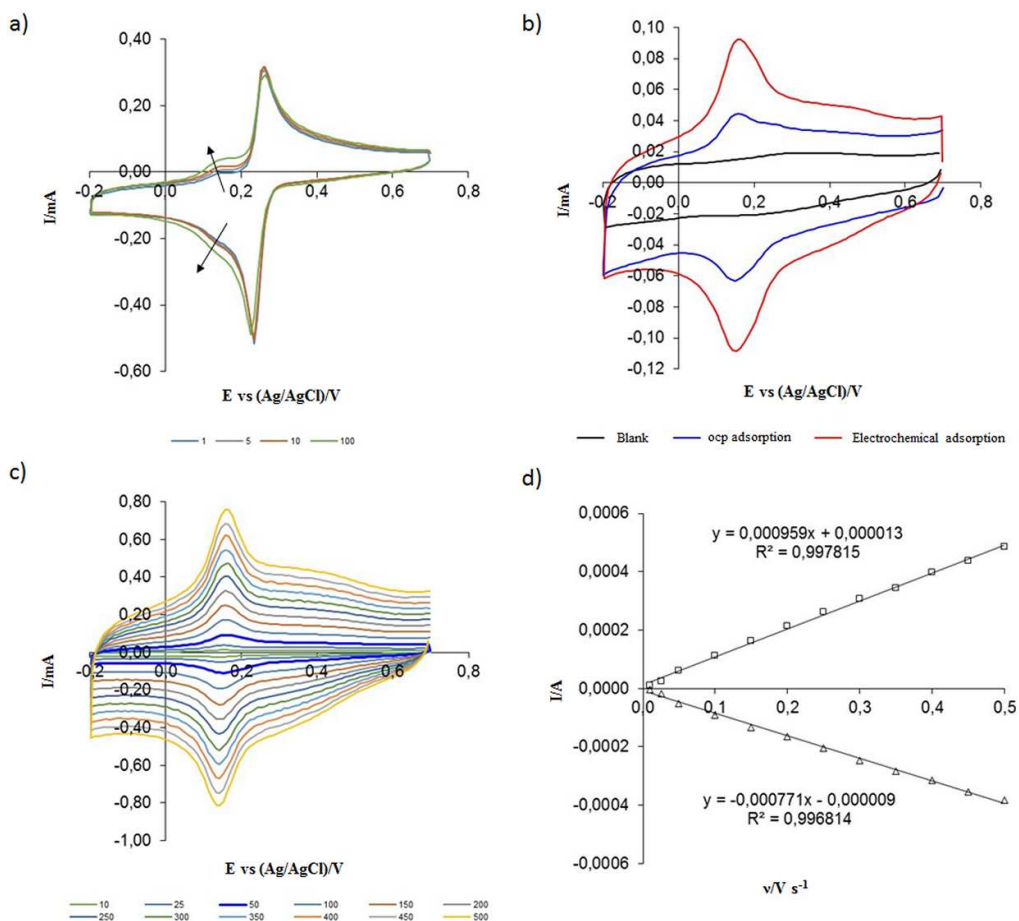 a)
0,40
0,20
0,00
-0,20
-0,40
-0,60
-0,2
0,0
0,2
0,4
0,6
0,8
I/mA
E vs (Ag/AgCl)/V
1 5 10 100
b)
0,10
0,08
0,06
0,04
0,02
0,00
-0,02
-0,04
-0,06
-0,08
-0,10
-0,12
-0,2
0,0
0,2
0,4
0,6
0,8
I/mA
E vs (Ag/AgCl)/V
Blank ocp adsorption Electrochemical adsorption
c)
0,80
0,60
0,40
0,20
0,00
-0,20
-0,40
-0,60
-0,80
-1,00
-0,2
0,0
0,2
0,4
0,6
0,8
I/mA
E vs (Ag/AgCl)/V
10 25 50 100 150 200
250 300 350 400 450 500
d)
0,0006
0,0004
0,0002
0,0000
-0,0002
-0,0004
-0,0006
0,0
0,1
0,2
0,3
0,4
0,5
I/A
y = 0,000959x + 0,000013
R² = 0,997815
y = -0,000771x - 0,000009
R² = 0,996814
ν/V s⁻¹